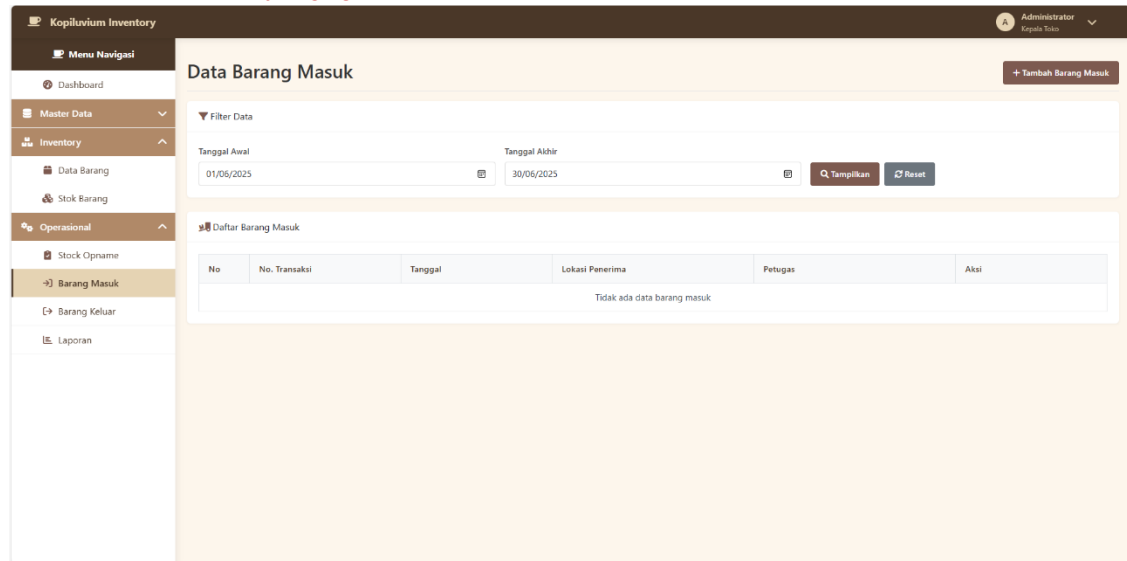 Kopiluvium Inventory
A
Administrator
Kepala Toko
Menu Navigasi
Dashboard
Master Data
Inventory
Data Barang
Stok Barang
Operasional
Stock Opname
Barang Masuk
Barang Keluar
Laporan
Data Barang Masuk
+ Tambah Barang Masuk
Filter Data
Tanggal Awal
01/06/2025
Tanggal Akhir
30/06/2025
Tampilkan
Reset
Daftar Barang Masuk
No No. Transaksi Tanggal Lokasi Penerima Petugas Aksi
Tidak ada data barang masuk